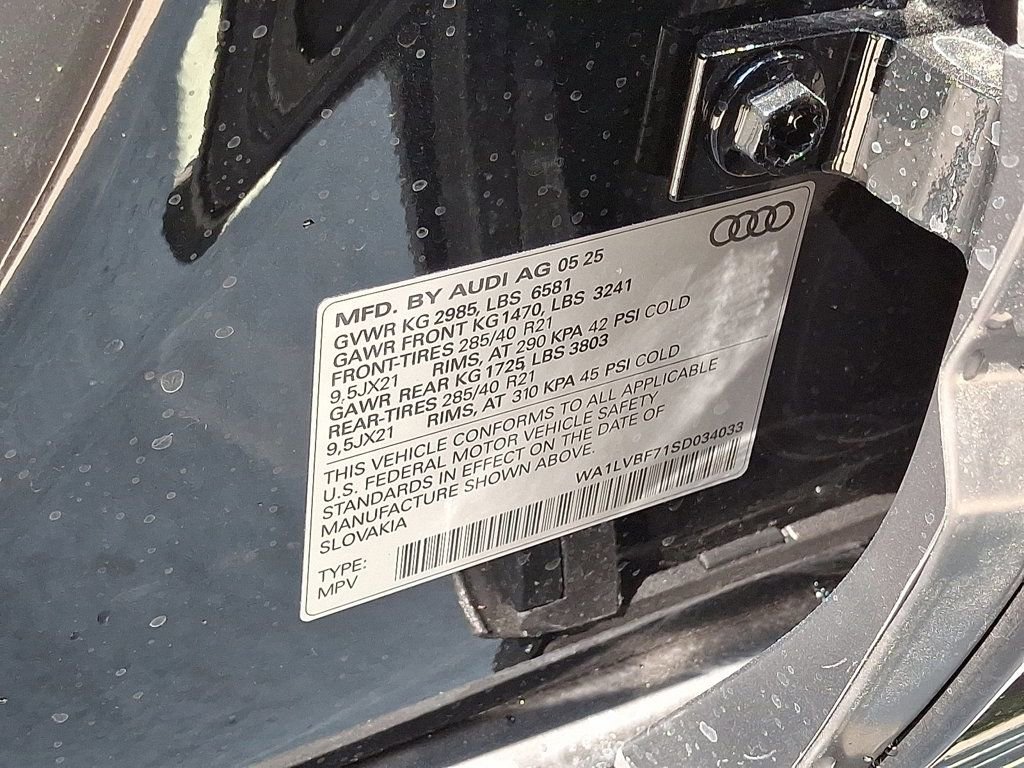 MFD. BY AUDI AG 05 25
GVWR KG 2985, LBS 6581
GAWR FRONT KG1470, LBS 3241
FRONT-TIRES 285/40 R21
9,5JX21 RIMS, AT 290 KPA 42 PSI COLD
GAWR REAR KG 1725, LBS 3803
REAR-TIRES 285/40 R21
9,5JX21 RIMS, AT 310 KPA 45 PSI COLD
THIS VEHICLE CONFORMS TO ALL APPLICABLE
U.S. FEDERAL MOTOR VEHICLE SAFETY
STANDARDS IN EFFECT ON THE DATE OF
MANUFACTURE SHOWN ABOVE.
SLOVAKIA WA1LVBF71SD034033
TYPE:
MPV